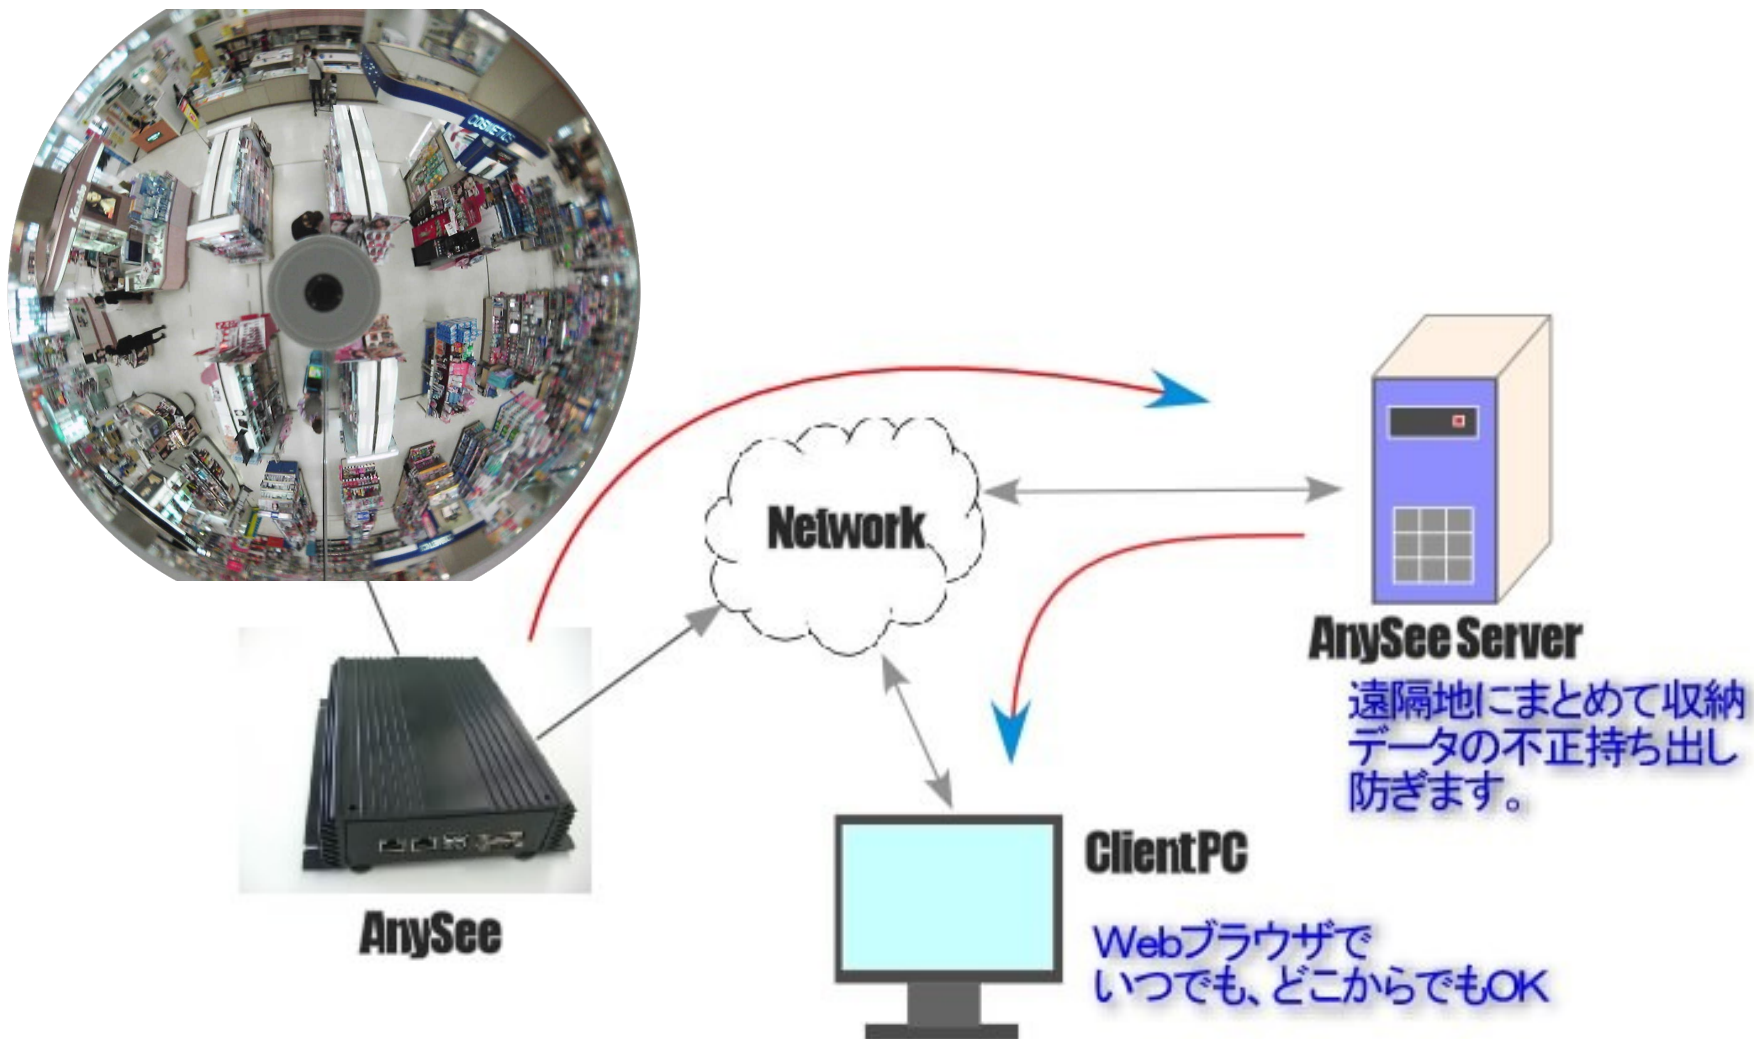 COSMETICS
Kanebo
Network
AnySee Server
遠隔地にまとめて収納
データの不正持ち出し
防ぎます。
AnySee
ClientPC
Webブラウザで
いつでも、どこからでもOK